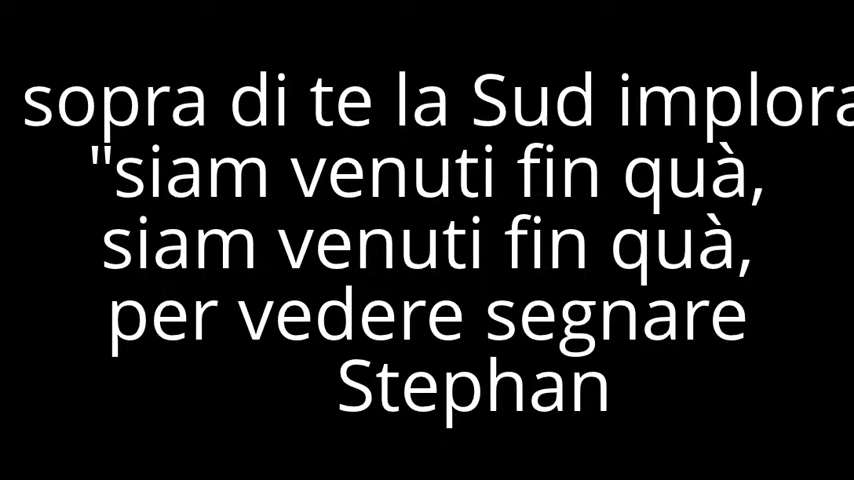 sopra di te la Sud implora
"siam venuti fin quà,
siam venuti fin quà,
per vedere segnare
Stephan